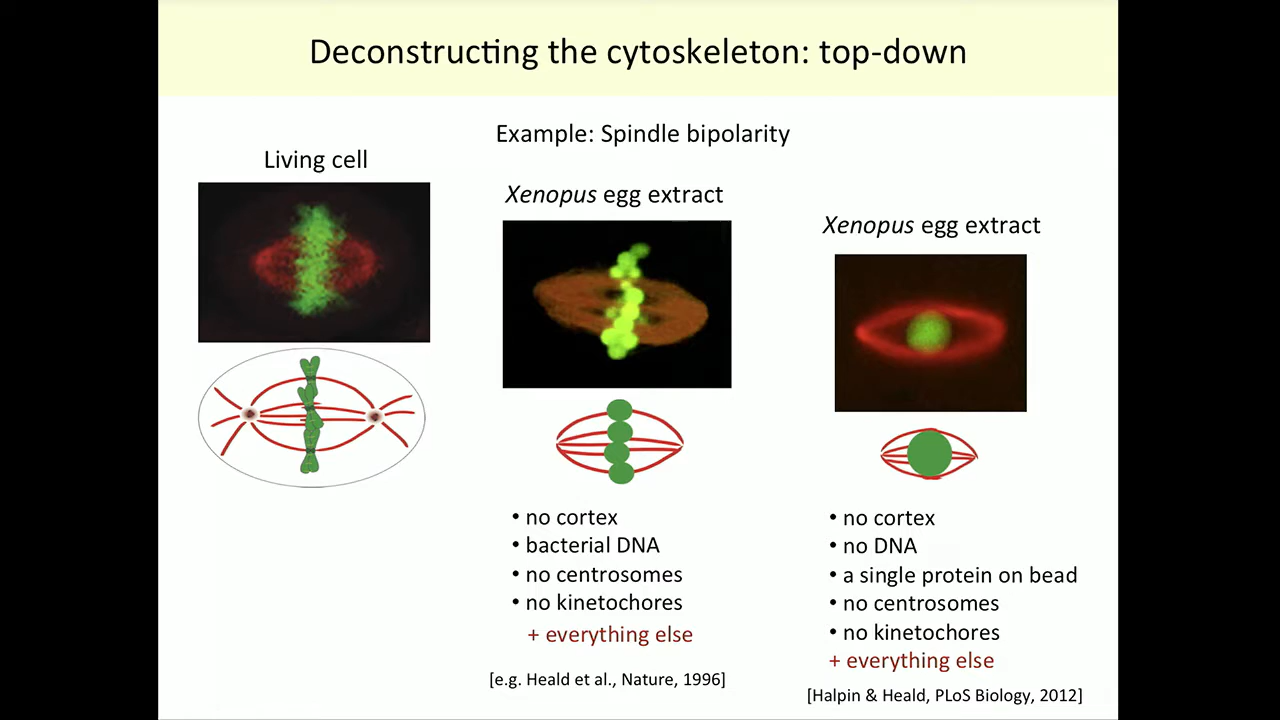 Deconstructing the cytoskeleton: top-down
Example: Spindle bipolarity
Living cell
Xenopus egg extract
• no cortex
• bacterial DNA
• no centrosomes
• no kinetochores
+ everything else
[e.g. Heald et al., Nature, 1996]
Xenopus egg extract
• no cortex
• no DNA
• a single protein on bead
• no centrosomes
• no kinetochores
+ everything else
[Halpin & Heald, PLoS Biology, 2012]